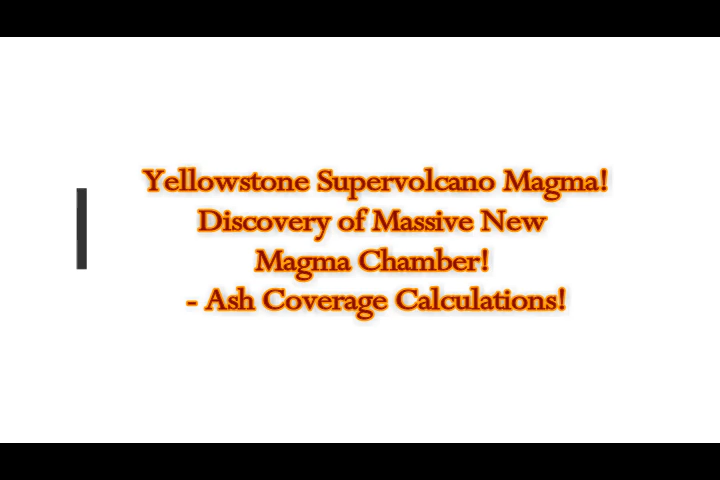 Yellowstone Supervolcano Magma!
Discovery of Massive New
Magma Chamber!
- Ash Coverage Calculations!